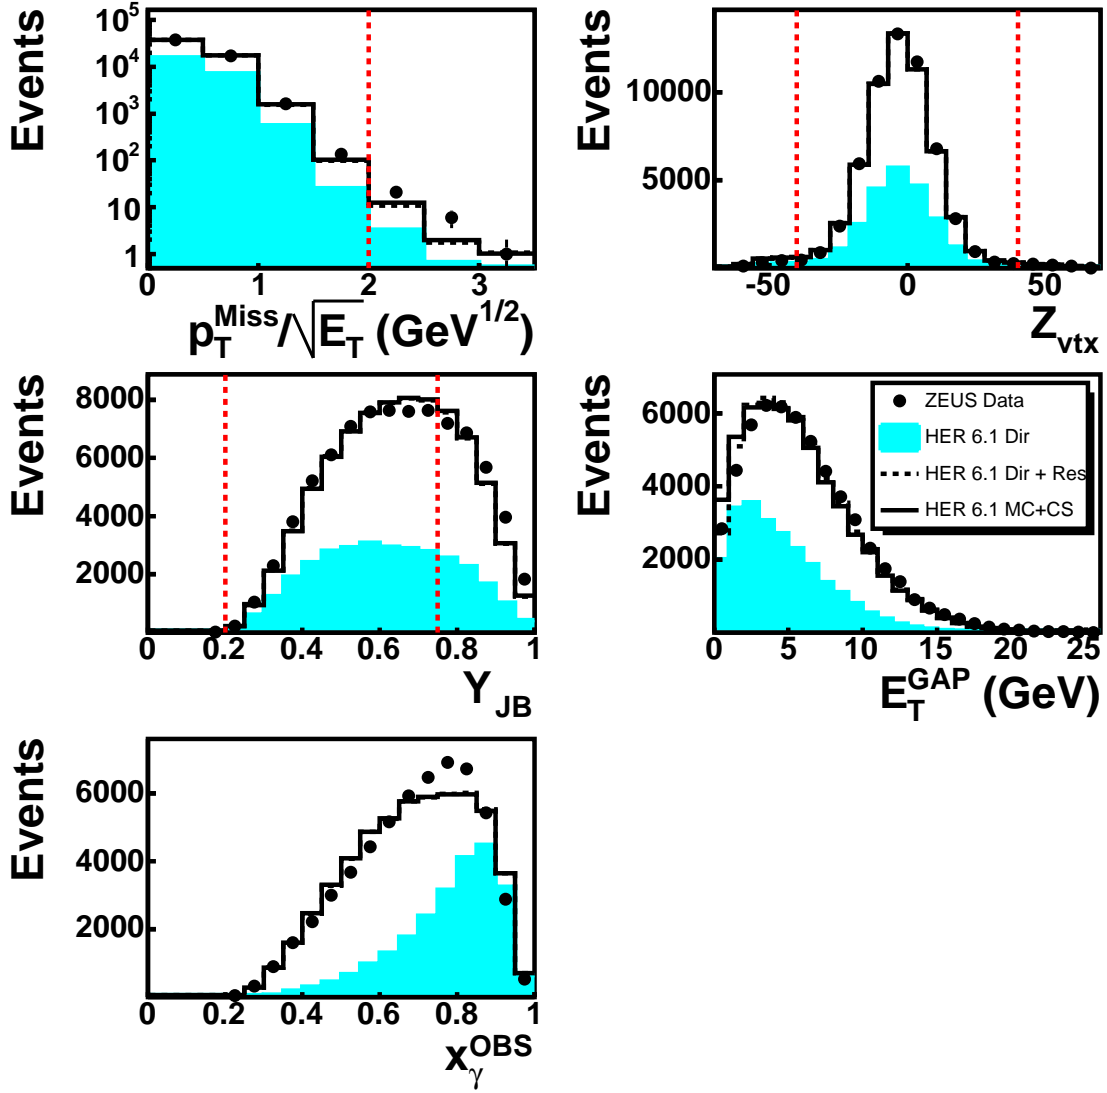 Events
10^5
10^4
10^3
10^2
10
1
0 1 2 3
p_T^Miss/√E_T (GeV^1/2)
Events
10000
5000
-50 0 50
Z_vtx
Events
8000
6000
4000
2000
0 0.2 0.4 0.6 0.8 1
Y_JB
Events
6000
4000
2000
0 5 10 15 20 25
E_T^GAP (GeV)
ZEUS Data
HER 6.1 Dir
HER 6.1 Dir + Res
HER 6.1 MC+CS
Events
6000
4000
2000
0 0.2 0.4 0.6 0.8 1
x_γ^OBS